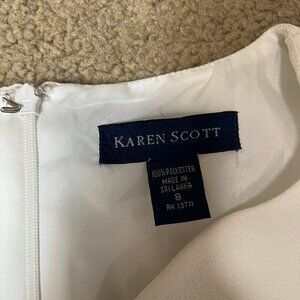 KAREN SCOTT
100% POLYESTER
MADE IN
SRI LANKA
8
RN 13711